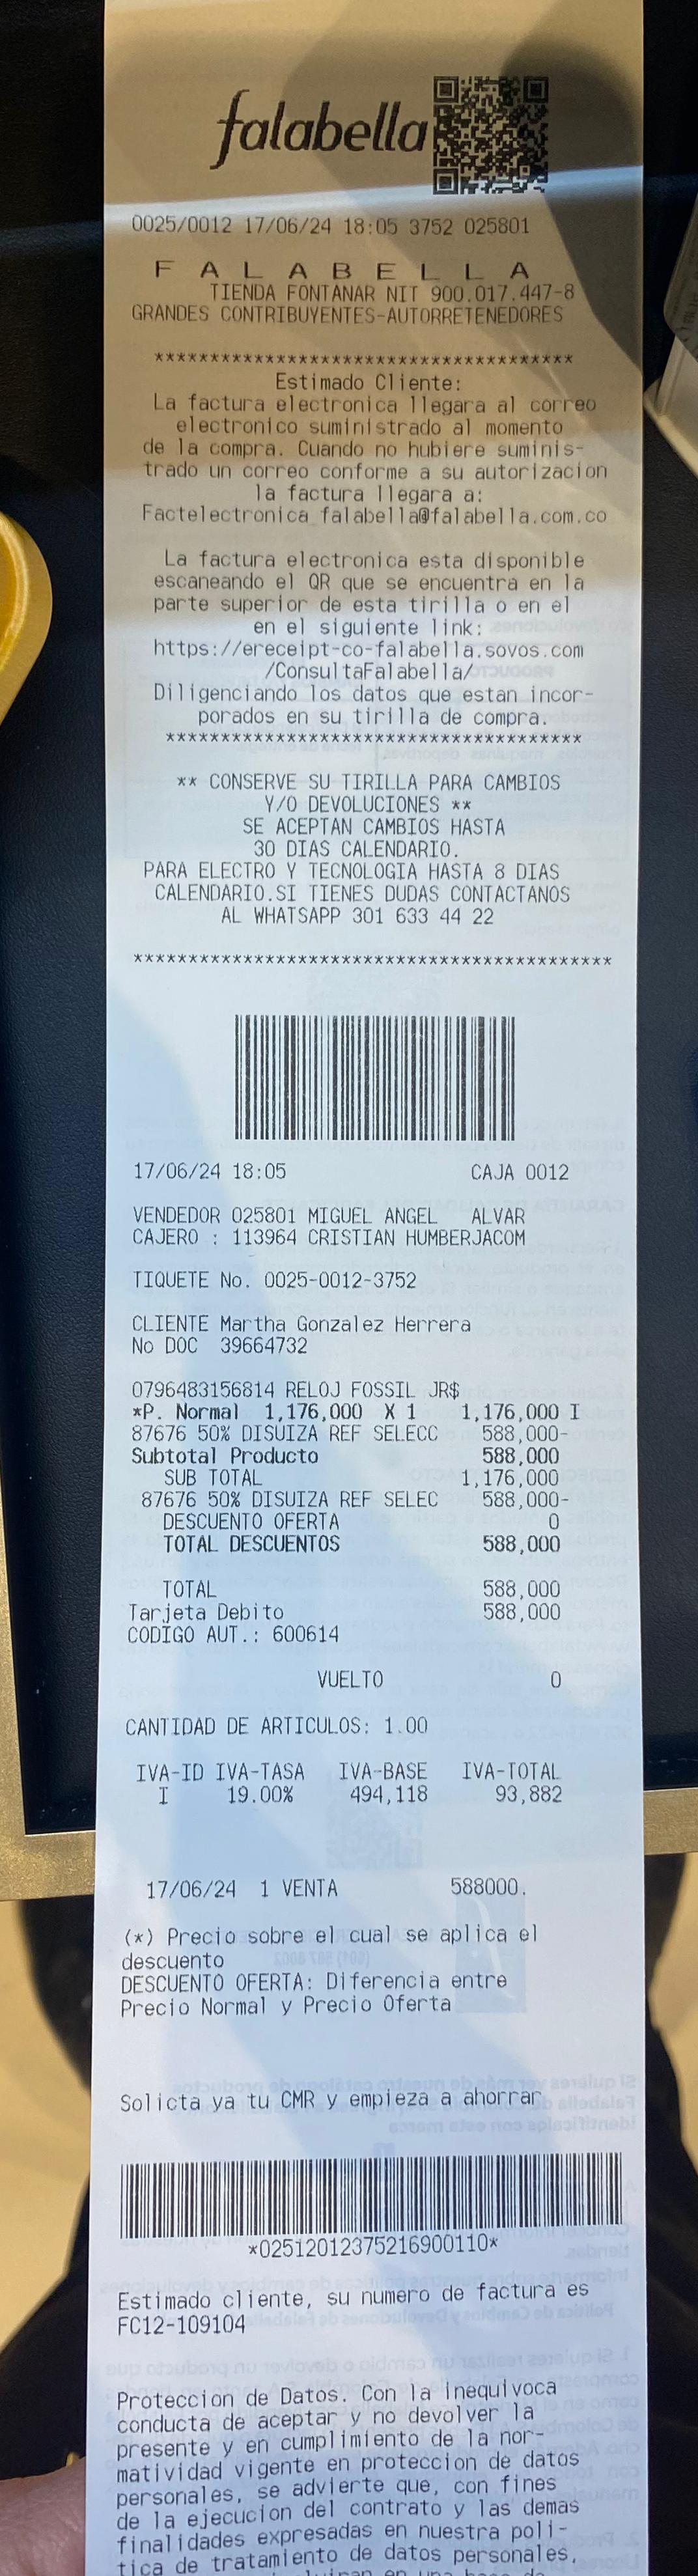 falabella
0025/0012 17/06/24 18:05 3752 025801
F A L A B E L L A
TIENDA FONTANAR NIT 900.017.447-8
GRANDES CONTRIBUYENTES-AUTORRETENEDORES
**************************************
Estimado Cliente:
La factura electronica llegara al correo
electronico suministrado al momento
de la compra. Cuando no hubiere suminis-
trado un correo conforme a su autorizacion
la factura llegara a:
Factelectronica_falabella@falabella.com.co
La factura electronica esta disponible
escaneando el QR que se encuentra en la
parte superior de esta tirilla o en el
en el siguiente link:
https://ereceipt-co-falabella.sovos.com
/ConsultaFalabella/
Diligenciando los datos que estan incor-
porados en su tirilla de compra.
**************************************
** CONSERVE SU TIRILLA PARA CAMBIOS
Y/O DEVOLUCIONES **
SE ACEPTAN CAMBIOS HASTA
30 DIAS CALENDARIO.
PARA ELECTRO Y TECNOLOGIA HASTA 8 DIAS
CALENDARIO.SI TIENES DUDAS CONTACTANOS
AL WHATSAPP 301 633 44 22
********************************************
17/06/24 18:05 CAJA 0012
VENDEDOR 025801 MIGUEL ANGEL ALVAR
CAJERO : 113964 CRISTIAN HUMBERJACOM
TIQUETE No. 0025-0012-3752
CLIENTE Martha Gonzalez Herrera
No DOC 39664732
0796483156814 RELOJ FOSSIL JR$
*P. Normal 1,176,000 X 1 1,176,000 I
87676 50% DISUIZA REF SELECC 588,000-
Subtotal Producto 588,000
SUB TOTAL 1,176,000
87676 50% DISUIZA REF SELEC 588,000-
DESCUENTO OFERTA 0
TOTAL DESCUENTOS 588,000
TOTAL 588,000
Tarjeta Debito 588,000
CODIGO AUT.: 600614
VUELTO 0
CANTIDAD DE ARTICULOS: 1.00
IVA-ID IVA-TASA IVA-BASE IVA-TOTAL
I 19.00% 494,118 93,882
17/06/24 1 VENTA 588000.
(*) Precio sobre el cual se aplica el
descuento
DESCUENTO OFERTA: Diferencia entre
Precio Normal y Precio Oferta
Solicta ya tu CMR y empieza a ahorrar
*02512012375216900110*
Estimado cliente, su numero de factura es
FC12-109104
Proteccion de Datos. Con la inequivoca
conducta de aceptar y no devolver la
presente y en cumplimiento de la nor-
matividad vigente en proteccion de datos
personales, se advierte que, con fines
de la ejecucion del contrato y las demas
finalidades expresadas en nuestra poli-
tica de tratamiento de datos personales,